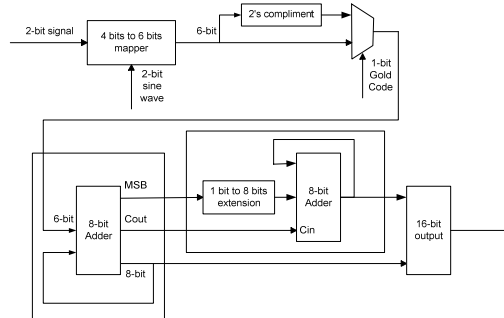 2-bit signal
4 bits to 6 bits
mapper
6-bit
2's compliment
2-bit
sine
wave
1-bit
Gold
Code
6-bit
8-bit
Adder
MSB
Cout
8-bit
1 bit to 8 bits
extension
8-bit
Adder
Cin
16-bit
output